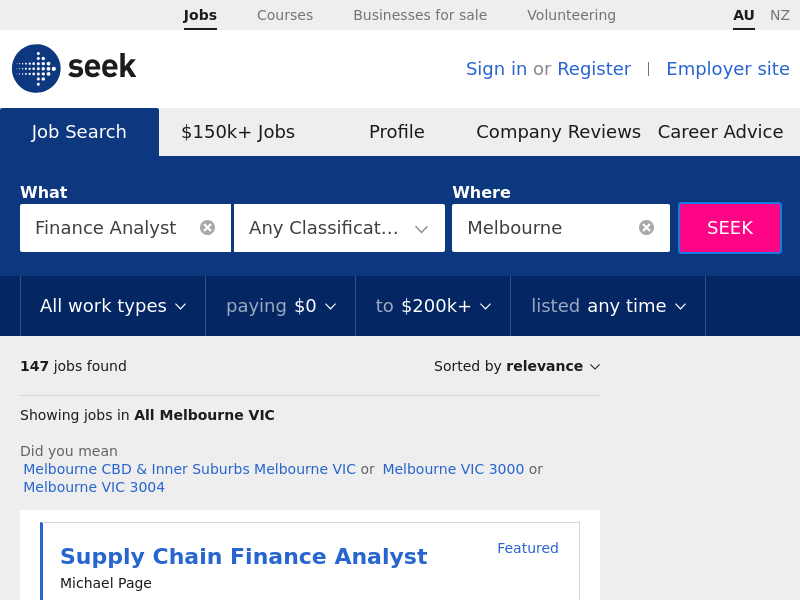 Jobs Courses Businesses for sale Volunteering AU NZ
seek
Sign in or Register Employer site
Job Search $150k+ Jobs Profile Company Reviews Career Advice
What Where
Finance Analyst Any Classificat... Melbourne SEEK
All work types paying $0 to $200k+ listed any time
147 jobs found Sorted by relevance
Showing jobs in All Melbourne VIC
Did you mean
Melbourne CBD & Inner Suburbs Melbourne VIC or Melbourne VIC 3000 or
Melbourne VIC 3004
Supply Chain Finance Analyst Featured
Michael Page